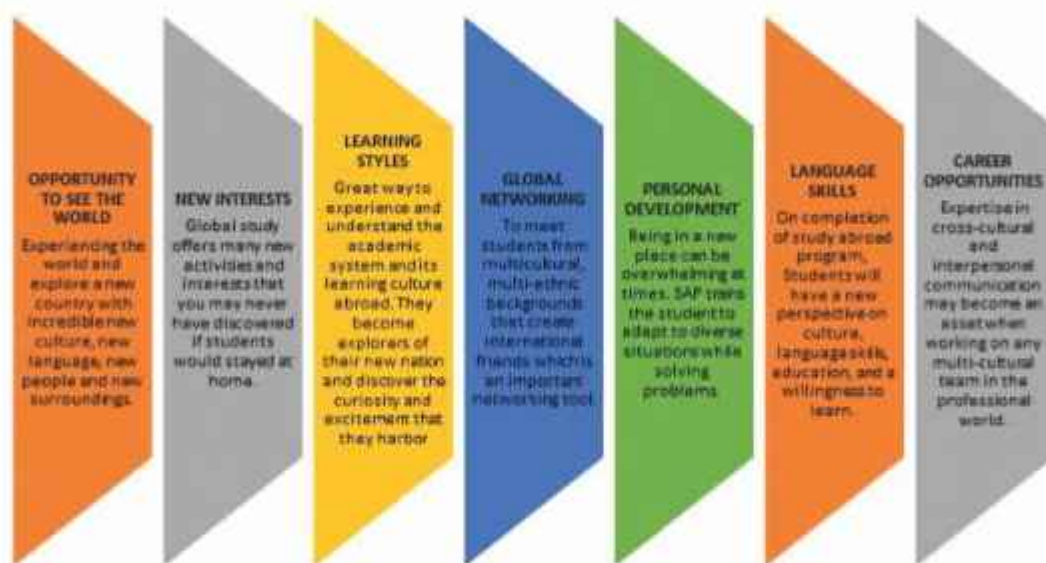 OPPORTUNITY
TO SEE THE
WORLD
Experiencing the
world and
explore a new
country with
incredible new
culture, new
language, new
people and new
surroundings.
NEW INTERESTS
Global study
offers many new
activities and
interests that
you may never
have discovered
if students
would stayed at
home.
LEARNING
STYLES
Great way to
experience and
understand the
academic
system and its
learning culture
abroad. They
become
explorers of
their new nation
and discover the
curiosity and
excitement that
they harbor
GLOBAL
NETWORKING
To meet
students from
multicultural,
multi-ethnic
backgrounds
that create
international
friends which is
an important
networking tool.
PERSONAL
DEVELOPMENT
Being in a new
place can be
overwhelming at
times. SAP trains
the student to
adapt to diverse
situations while
solving
problems.
LANGUAGE
SKILLS
On completion
of study abroad
program,
Students will
have a new
perspective on
culture,
language skills,
education, and a
willingness to
learn.
CAREER
OPPORTUNITIES
Expertise in
cross-cultural
and
interpersonal
communication
may become an
asset when
working on any
multi-cultural
team in the
professional
world.